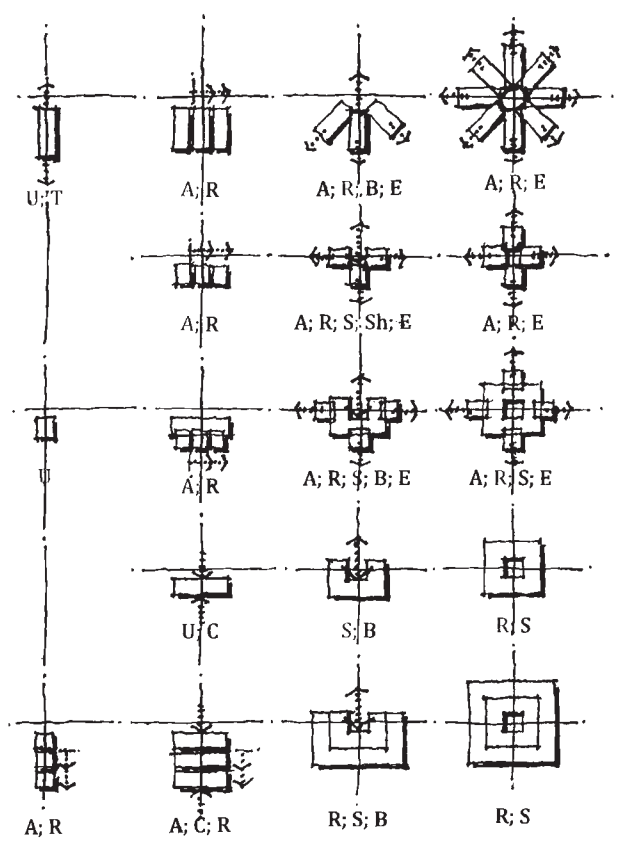 U; T
A; R
A; R; B; E
A; R; E
A; R
A; R; S; Sh; E
A; R; E
U
A; R
A; R; S; B; E
A; R; S; E
U; C
S; B
R; S
A; R
A; C; R
R; S; B
R; S